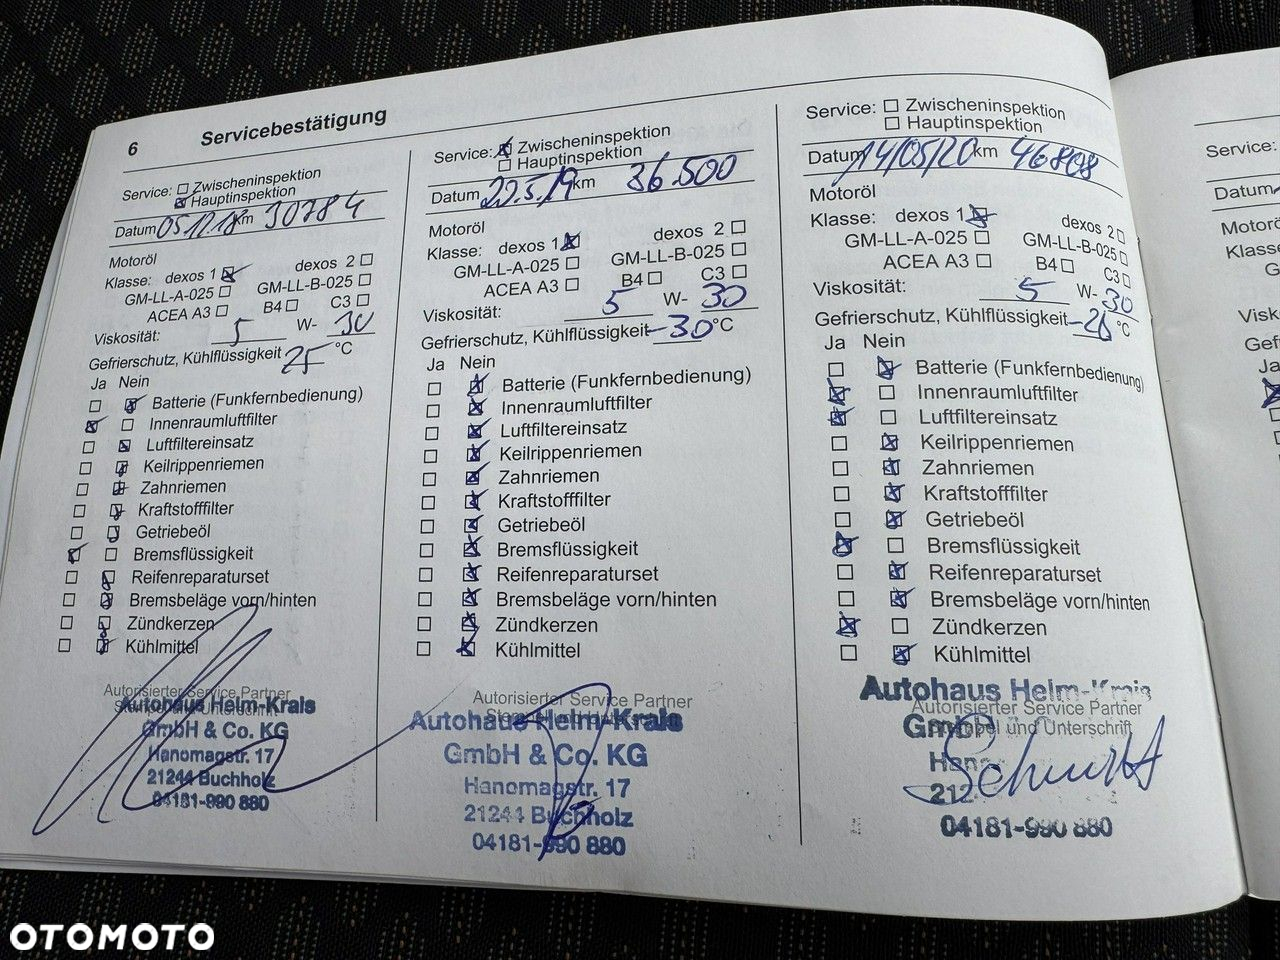 6 Servicebestätigung
Service: Zwischeninspektion
Hauptinspektion
Datum 05.12.18 km 30784
Motoröl
Klasse: dexos 1 dexos 2
GM-LL-A-025 GM-LL-B-025
ACEA A3 B4 C3
Viskosität: 5 W- 30
Gefrierschutz, Kühlflüssigkeit 25 °C
Ja Nein
Batterie (Funkfernbedienung)
Innenraumluftfilter
Luftfiltereinsatz
Keilrippenriemen
Zahnriemen
Kraftstofffilter
Getriebeöl
Bremsflüssigkeit
Reifenreparaturset
Bremsbeläge vorn/hinten
Zündkerzen
Kühlmittel
Autorisierter Service Partner
Stempel und Unterschrift
Autohaus Helm-Krais
GmbH & Co. KG
Hanomagstr. 17
21244 Buchholz
04181-990 880
Service: Zwischeninspektion
Hauptinspektion
Datum 22.5.19 km 36.500
Motoröl
Klasse: dexos 1 dexos 2
GM-LL-A-025 GM-LL-B-025
ACEA A3 B4 C3
Viskosität: 5 W- 30
Gefrierschutz, Kühlflüssigkeit -30 °C
Ja Nein
Batterie (Funkfernbedienung)
Innenraumluftfilter
Luftfiltereinsatz
Keilrippenriemen
Zahnriemen
Kraftstofffilter
Getriebeöl
Bremsflüssigkeit
Reifenreparaturset
Bremsbeläge vorn/hinten
Zündkerzen
Kühlmittel
Autorisierter Service Partner
Autohaus Helm-Krais
GmbH & Co. KG
Hanomagstr. 17
21244 Buchholz
04181-990 880
Service: Zwischeninspektion
Hauptinspektion
Datum 14/05/20 km 46808
Motoröl
Klasse: dexos 1 dexos 2
GM-LL-A-025 GM-LL-B-025
ACEA A3 B4 C3
Viskosität: 5 W- 30
Gefrierschutz, Kühlflüssigkeit °C
Ja Nein
Batterie (Funkfernbedienung)
Innenraumluftfilter
Luftfiltereinsatz
Keilrippenriemen
Zahnriemen
Kraftstofffilter
Getriebeöl
Bremsflüssigkeit
Reifenreparaturset
Bremsbeläge vorn/hinten
Zündkerzen
Kühlmittel
Autohaus Helm-Krais
Autorisierter Service Partner
Stempel und Unterschrift
04181-990 880
Service:
Datum
OTOMOTO